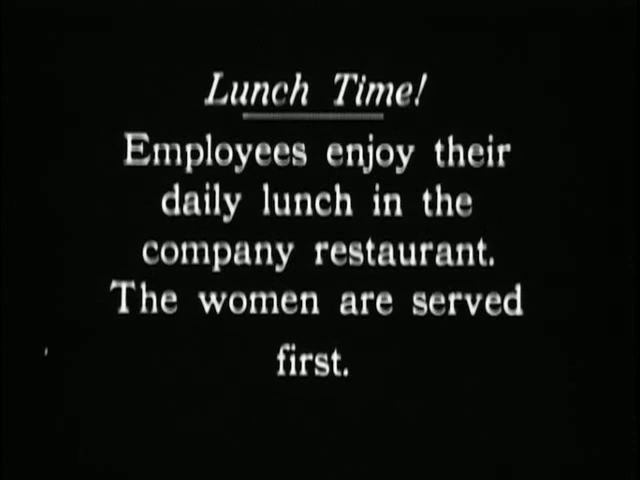 Lunch Time!
Employees enjoy their
daily lunch in the
company restaurant.
The women are served
first.